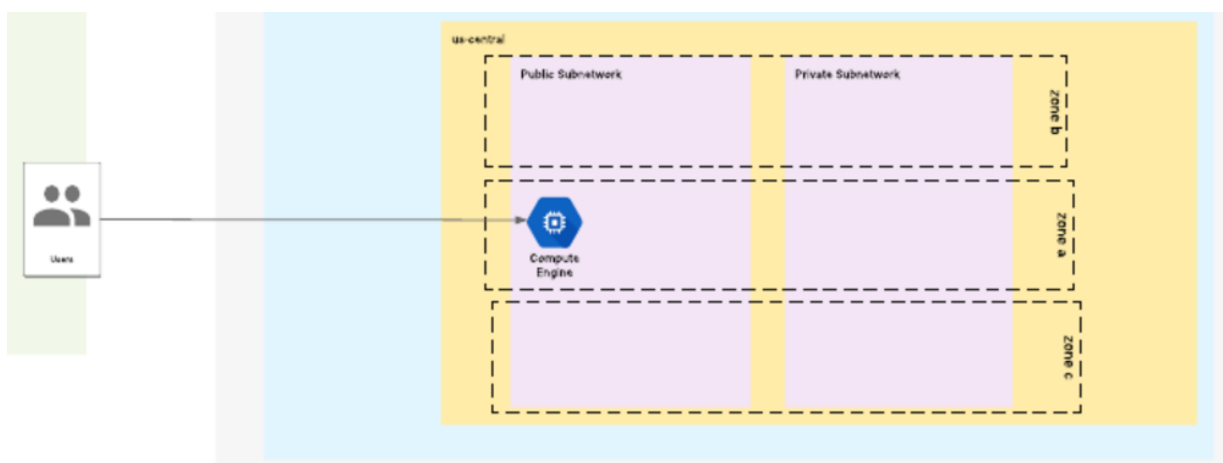 us-central
Public Subnetwork
Private Subnetwork
zone b
Users
Compute
Engine
zone a
zone c